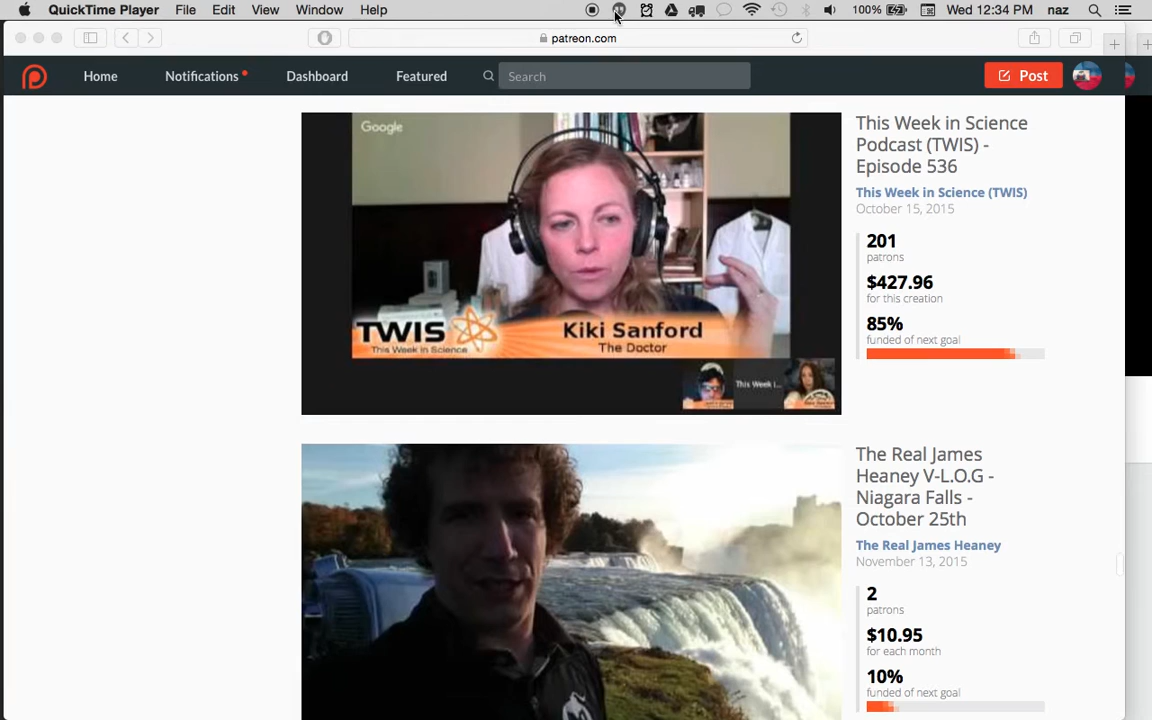 QuickTime Player File Edit View Window Help 100% Wed 12:34 PM naz
patreon.com
Home Notifications Dashboard Featured Search Post
Google
TWIS
This Week in Science
Kiki Sanford
The Doctor
This Week i...
This Week in Science
Podcast (TWIS) -
Episode 536
This Week in Science (TWIS)
October 15, 2015
201
patrons
$427.96
for this creation
85%
funded of next goal
The Real James
Heaney V-L.O.G -
Niagara Falls -
October 25th
The Real James Heaney
November 13, 2015
2
patrons
$10.95
for each month
10%
funded of next goal